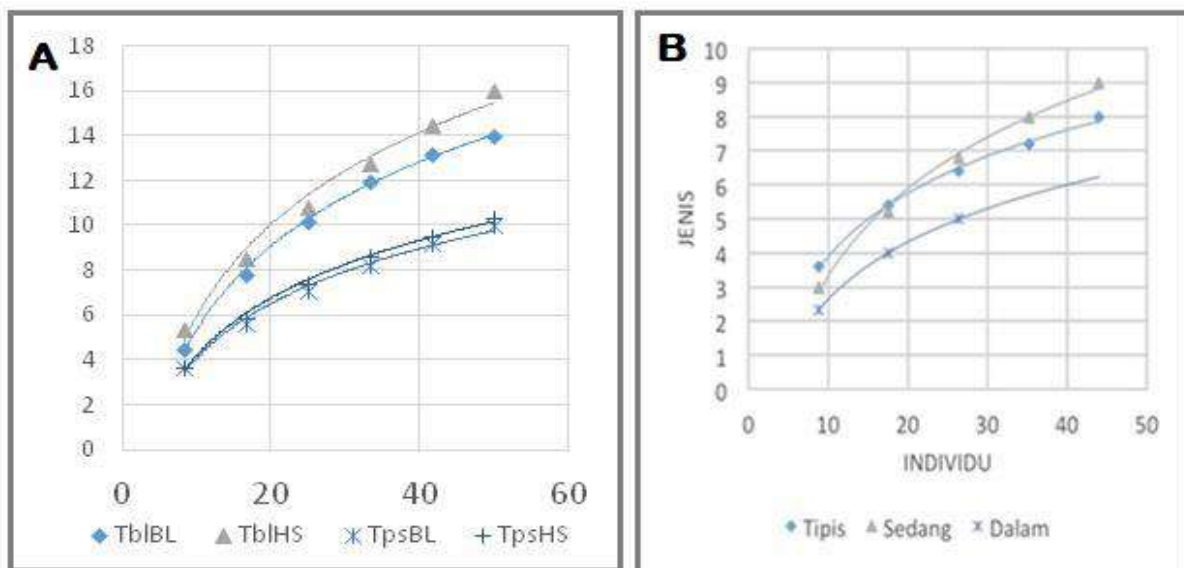 A
18
16
14
12
10
8
6
4
2
0
0 20 40 60
TblBL TblHS TpsBL TpsHS
B
10
9
8
7
6
5
4
3
2
1
0
JENIS
0 10 20 30 40 50
INDIVIDU
Tipis Sedang Dalam